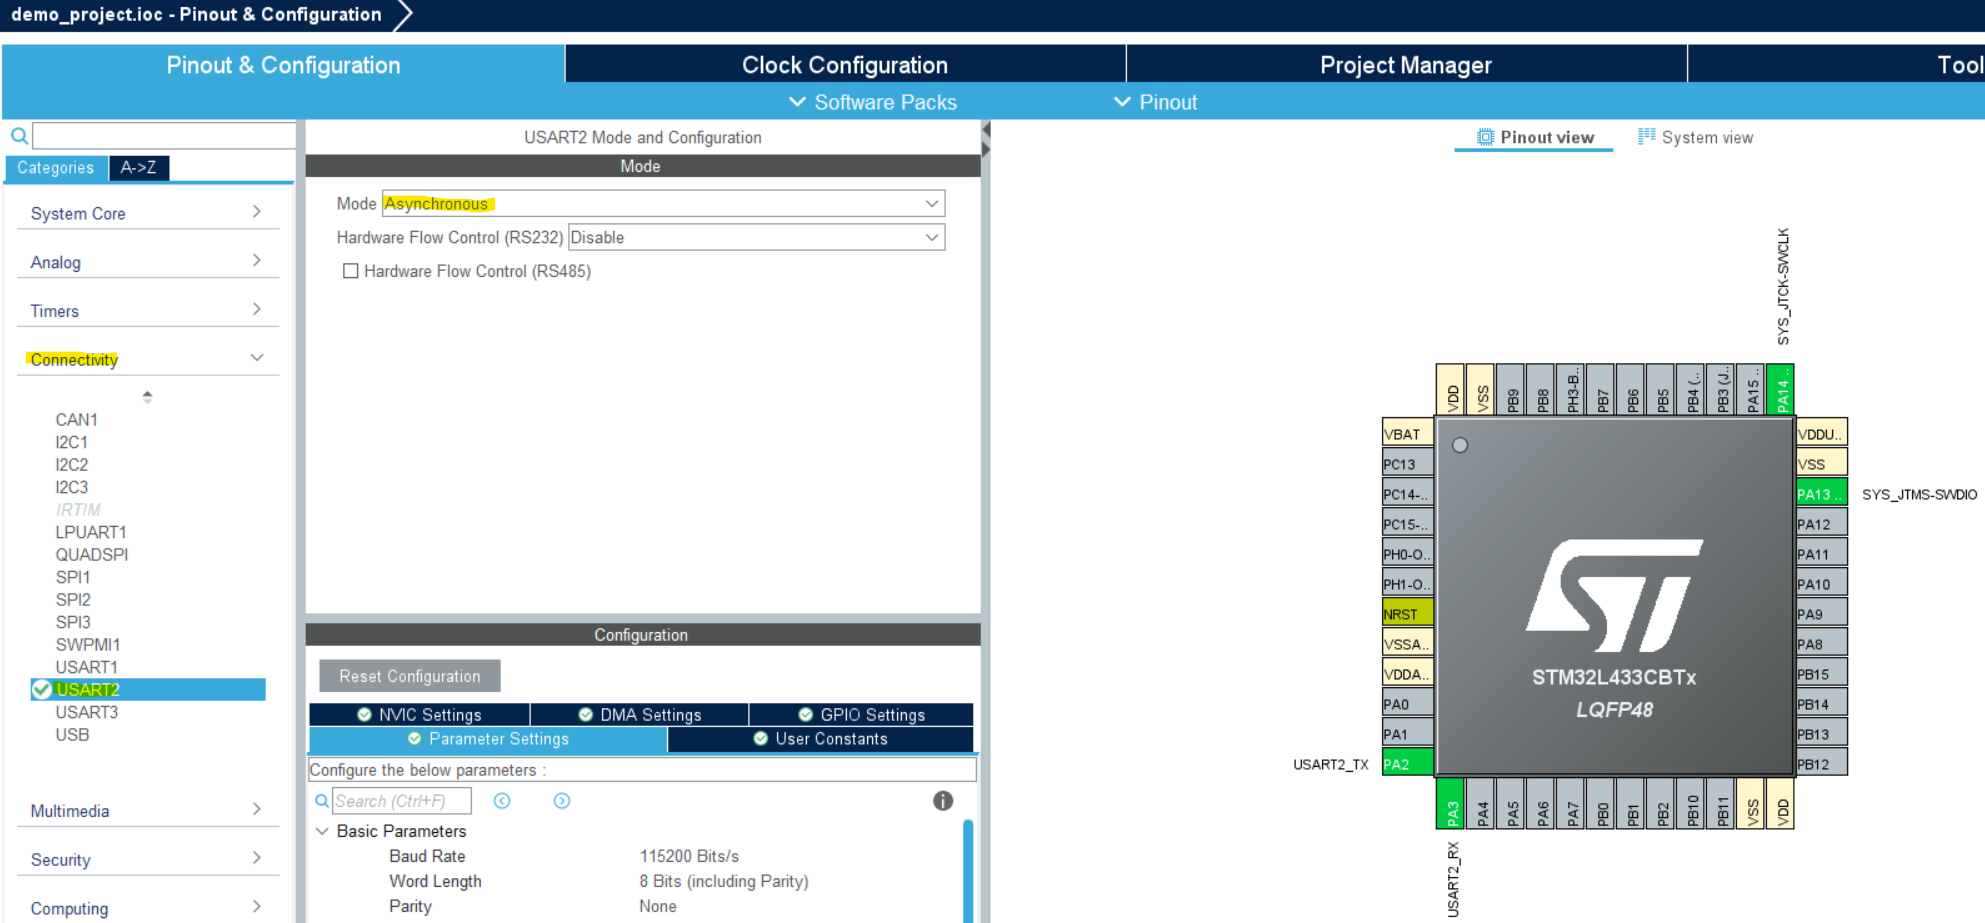 demo_project.ioc - Pinout & Configuration
Pinout & Configuration
Clock Configuration
Project Manager
Tool
Software Packs
Pinout
Categories
A->Z
System Core
Analog
Timers
Connectivity
CAN1
I2C1
I2C2
I2C3
IRTIM
LPUART1
QUADSPI
SPI1
SPI2
SPI3
SWPMI1
USART1
USART2
USART3
USB
Multimedia
Security
Computing
USART2 Mode and Configuration
Mode
Mode Asynchronous
Hardware Flow Control (RS232) Disable
Hardware Flow Control (RS485)
Configuration
Reset Configuration
NVIC Settings
DMA Settings
GPIO Settings
Parameter Settings
User Constants
Configure the below parameters :
Search (Ctrl+F)
Basic Parameters
Baud Rate 115200 Bits/s
Word Length 8 Bits (including Parity)
Parity None
Pinout view
System view
SYS_JTCK-SWCLK
VDD
VSS
PB9
PB8
PH3-B..
PB7
PB6
PB5
PB4 (..
PB3 (J..
PA15 ..
PA14 ..
VBAT
PC13
PC14-..
PC15-..
PH0-O..
PH1-O..
NRST
VSSA..
VDDA..
PA0
PA1
USART2_TX
PA2
STM32L433CBTx
LQFP48
VDDU..
VSS
PA13 ..
SYS_JTMS-SWDIO
PA12
PA11
PA10
PA9
PA8
PB15
PB14
PB13
PB12
PA3
PA4
PA5
PA6
PA7
PB0
PB1
PB2
PB10
PB11
VSS
VDD
USART2_RX